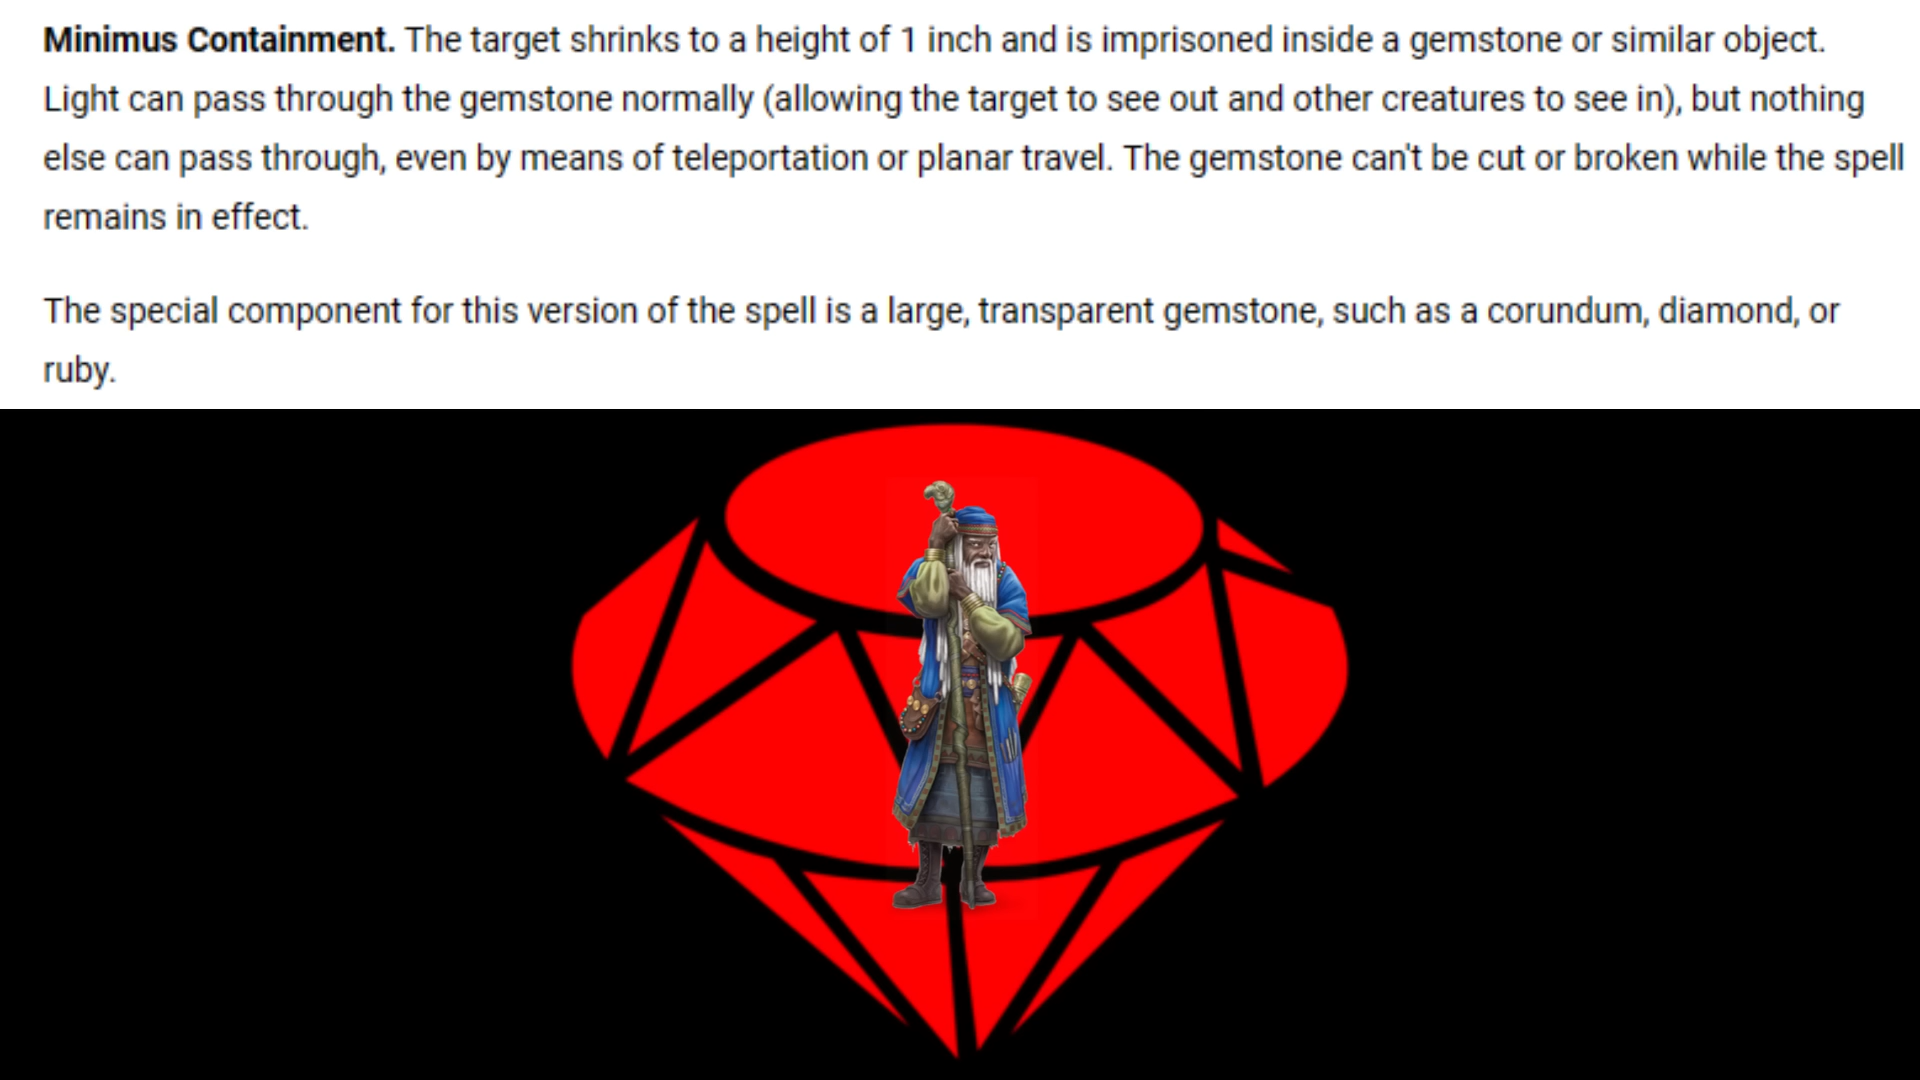 Minimus Containment. The target shrinks to a height of 1 inch and is imprisoned inside a gemstone or similar object.
Light can pass through the gemstone normally (allowing the target to see out and other creatures to see in), but nothing
else can pass through, even by means of teleportation or planar travel. The gemstone can't be cut or broken while the spell
remains in effect.
The special component for this version of the spell is a large, transparent gemstone, such as a corundum, diamond, or
ruby.